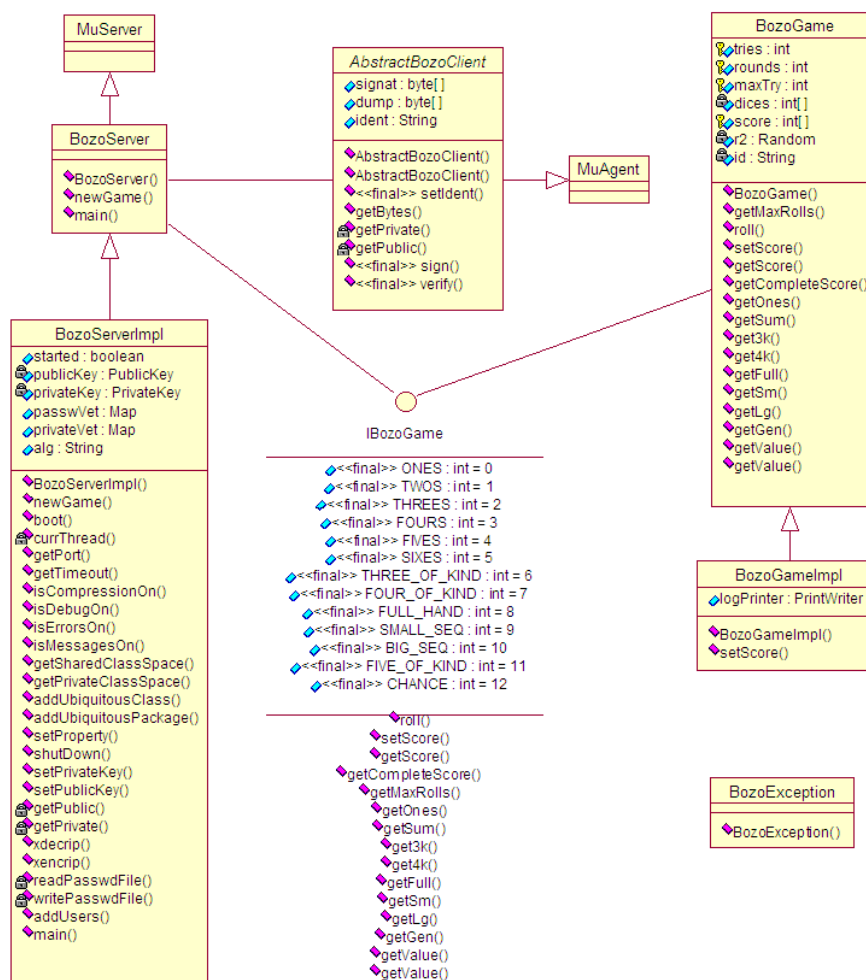 MuServer
BozoServer
BozoServer()
newGame()
main()
AbstractBozoClient
signat : byte[ ]
dump : byte[ ]
ident : String
AbstractBozoClient()
AbstractBozoClient()
<<final>> setIdent()
getBytes()
getPrivate()
getPublic()
<<final>> sign()
<<final>> verify()
MuAgent
BozoGame
tries : int
rounds : int
maxTry : int
dices : int[ ]
score : int[ ]
r2 : Random
id : String
BozoGame()
getMaxRolls()
roll()
setScore()
getScore()
getCompleteScore()
getOnes()
getSum()
get3k()
get4k()
getFull()
getSm()
getLg()
getGen()
getValue()
getValue()
BozoServerImpl
started : boolean
publicKey : PublicKey
privateKey : PrivateKey
passwVet : Map
privateVet : Map
alg : String
BozoServerImpl()
newGame()
boot()
currThread()
getPort()
getTimeout()
isCompressionOn()
isDebugOn()
isErrorsOn()
isMessagesOn()
getSharedClassSpace()
getPrivateClassSpace()
addUbiquitousClass()
addUbiquitousPackage()
setProperty()
shutDown()
setPrivateKey()
setPublicKey()
getPublic()
getPrivate()
xdecrip()
xencrip()
readPasswdFile()
writePasswdFile()
addUsers()
main()
IBozoGame
<<final>> ONES : int = 0
<<final>> TWOS : int = 1
<<final>> THREES : int = 2
<<final>> FOURS : int = 3
<<final>> FIVES : int = 4
<<final>> SIXES : int = 5
<<final>> THREE_OF_KIND : int = 6
<<final>> FOUR_OF_KIND : int = 7
<<final>> FULL_HAND : int = 8
<<final>> SMALL_SEQ : int = 9
<<final>> BIG_SEQ : int = 10
<<final>> FIVE_OF_KIND : int = 11
<<final>> CHANCE : int = 12
roll()
setScore()
getScore()
getCompleteScore()
getMaxRolls()
getOnes()
getSum()
get3k()
get4k()
getFull()
getSm()
getLg()
getGen()
getValue()
getValue()
BozoGameImpl
logPrinter : PrintWriter
BozoGameImpl()
setScore()
BozoException
BozoException()